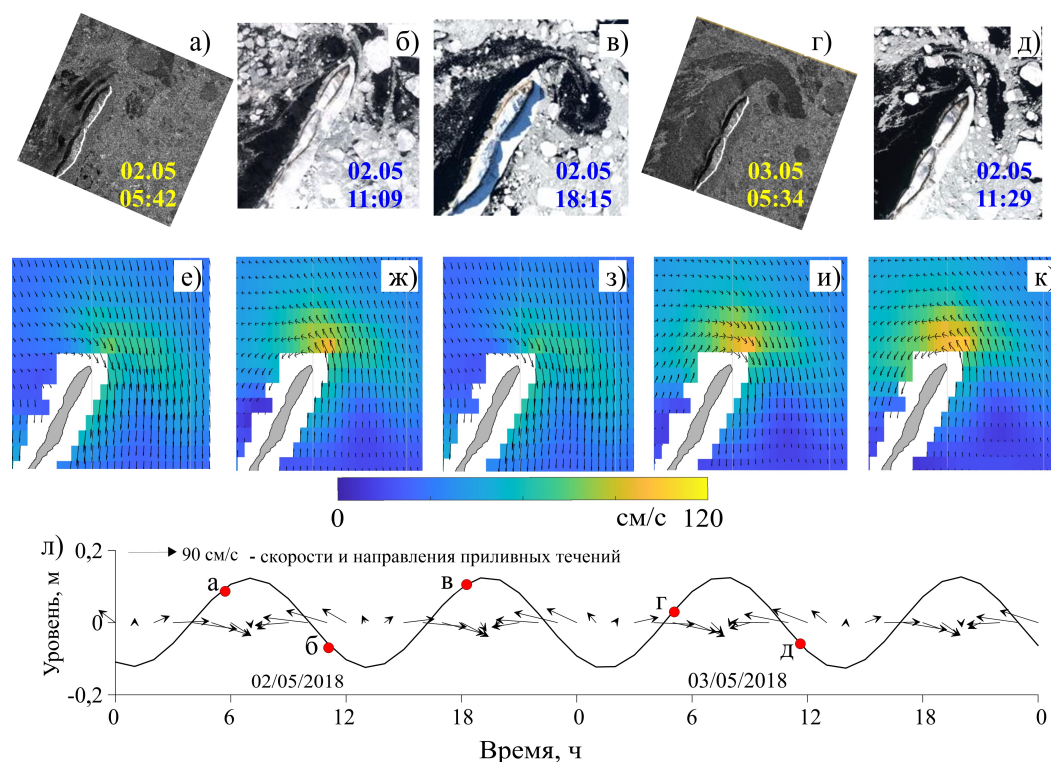 а)
02.05
05:42
б)
02.05
11:09
в)
02.05
18:15
г)
03.05
05:34
д)
02.05
11:29
е)
ж)
з)
и)
к)
0
см/с
120
л)
90 см/с - скорости и направления приливных течений
0,2
0
-0,2
Уровень, м
а
б
в
г
д
02/05/2018
03/05/2018
0
6
12
18
0
6
12
18
0
Время, ч